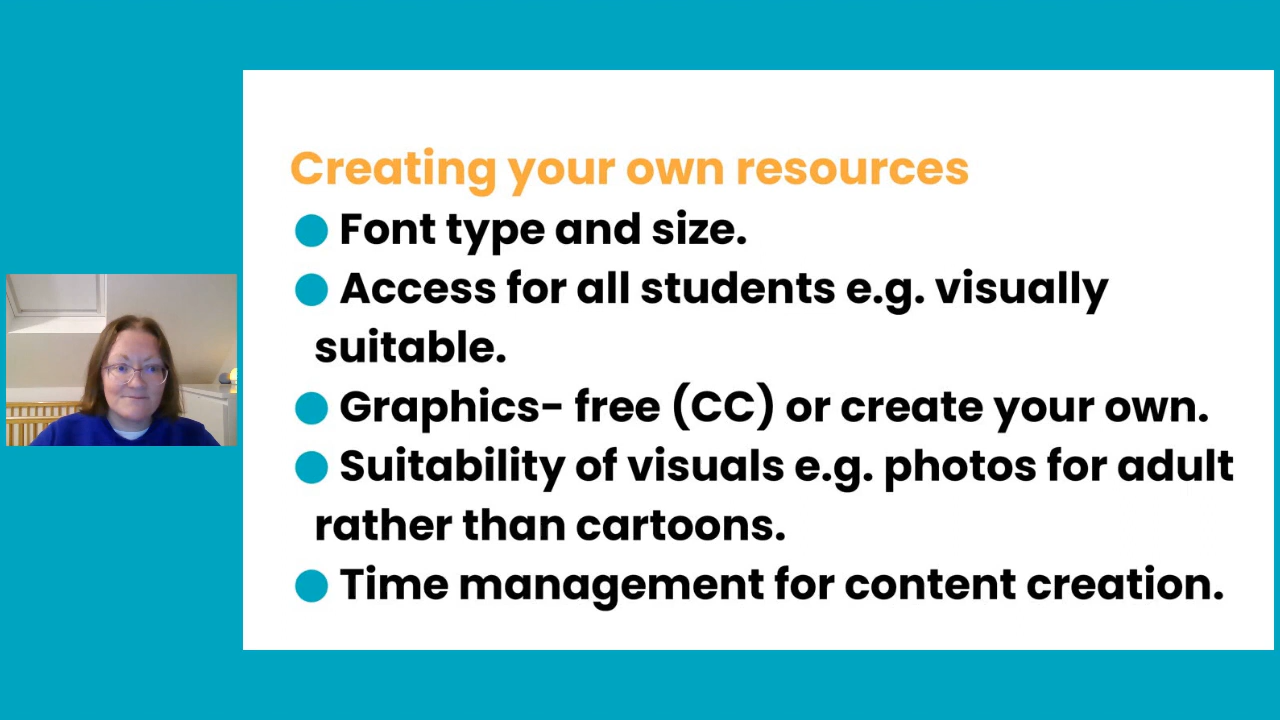 Creating your own resources
● Font type and size.
● Access for all students e.g. visually
suitable.
● Graphics- free (CC) or create your own.
● Suitability of visuals e.g. photos for adult
rather than cartoons.
● Time management for content creation.